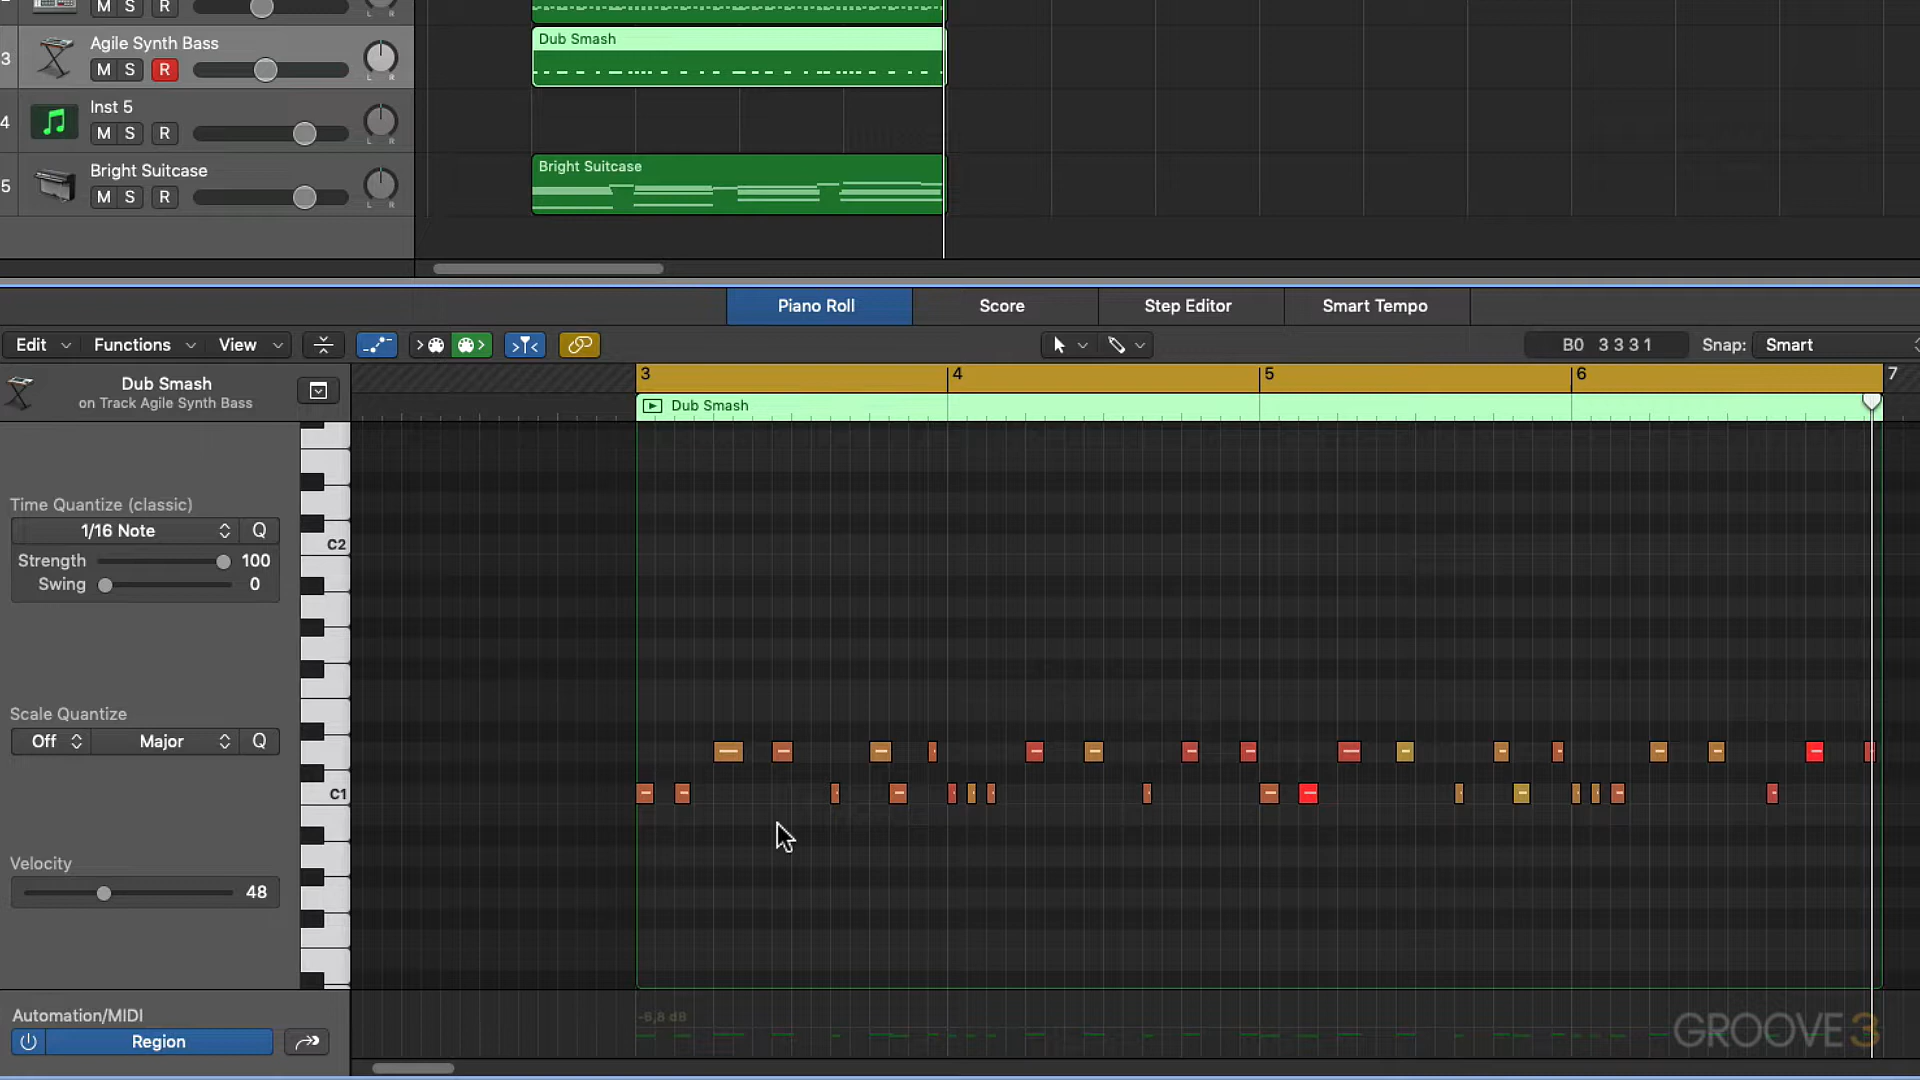 M S R
3 Agile Synth Bass
M S R
L R
Dub Smash
4 Inst 5
M S R
L R
5 Bright Suitcase
M S R
L R
Bright Suitcase
Piano Roll Score Step Editor Smart Tempo
Edit Functions View B0 3 3 3 1 Snap: Smart
Dub Smash
on Track Agile Synth Bass
3 4 5 6 7
Dub Smash
Time Quantize (classic)
1/16 Note Q
Strength 100
Swing 0
C2
Scale Quantize
Off Major Q
C1
Velocity
48
Automation/MIDI
Region
-8,8 dB
GROOVE3